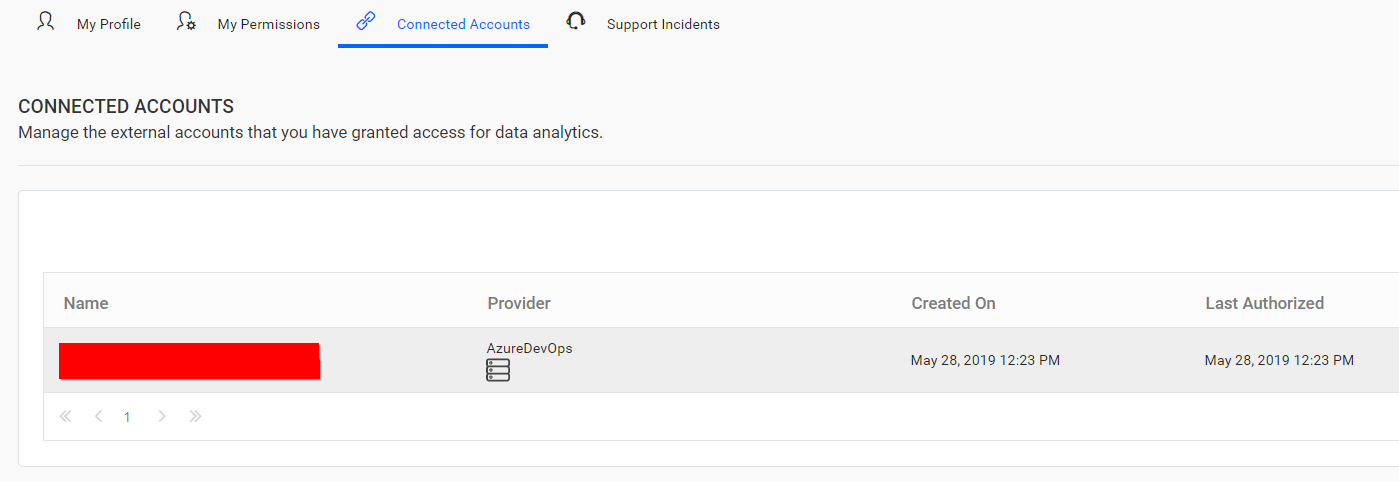 My Profile My Permissions Connected Accounts Support Incidents
CONNECTED ACCOUNTS
Manage the external accounts that you have granted access for data analytics.
Name Provider Created On Last Authorized
AzureDevOps
May 28, 2019 12:23 PM May 28, 2019 12:23 PM
1